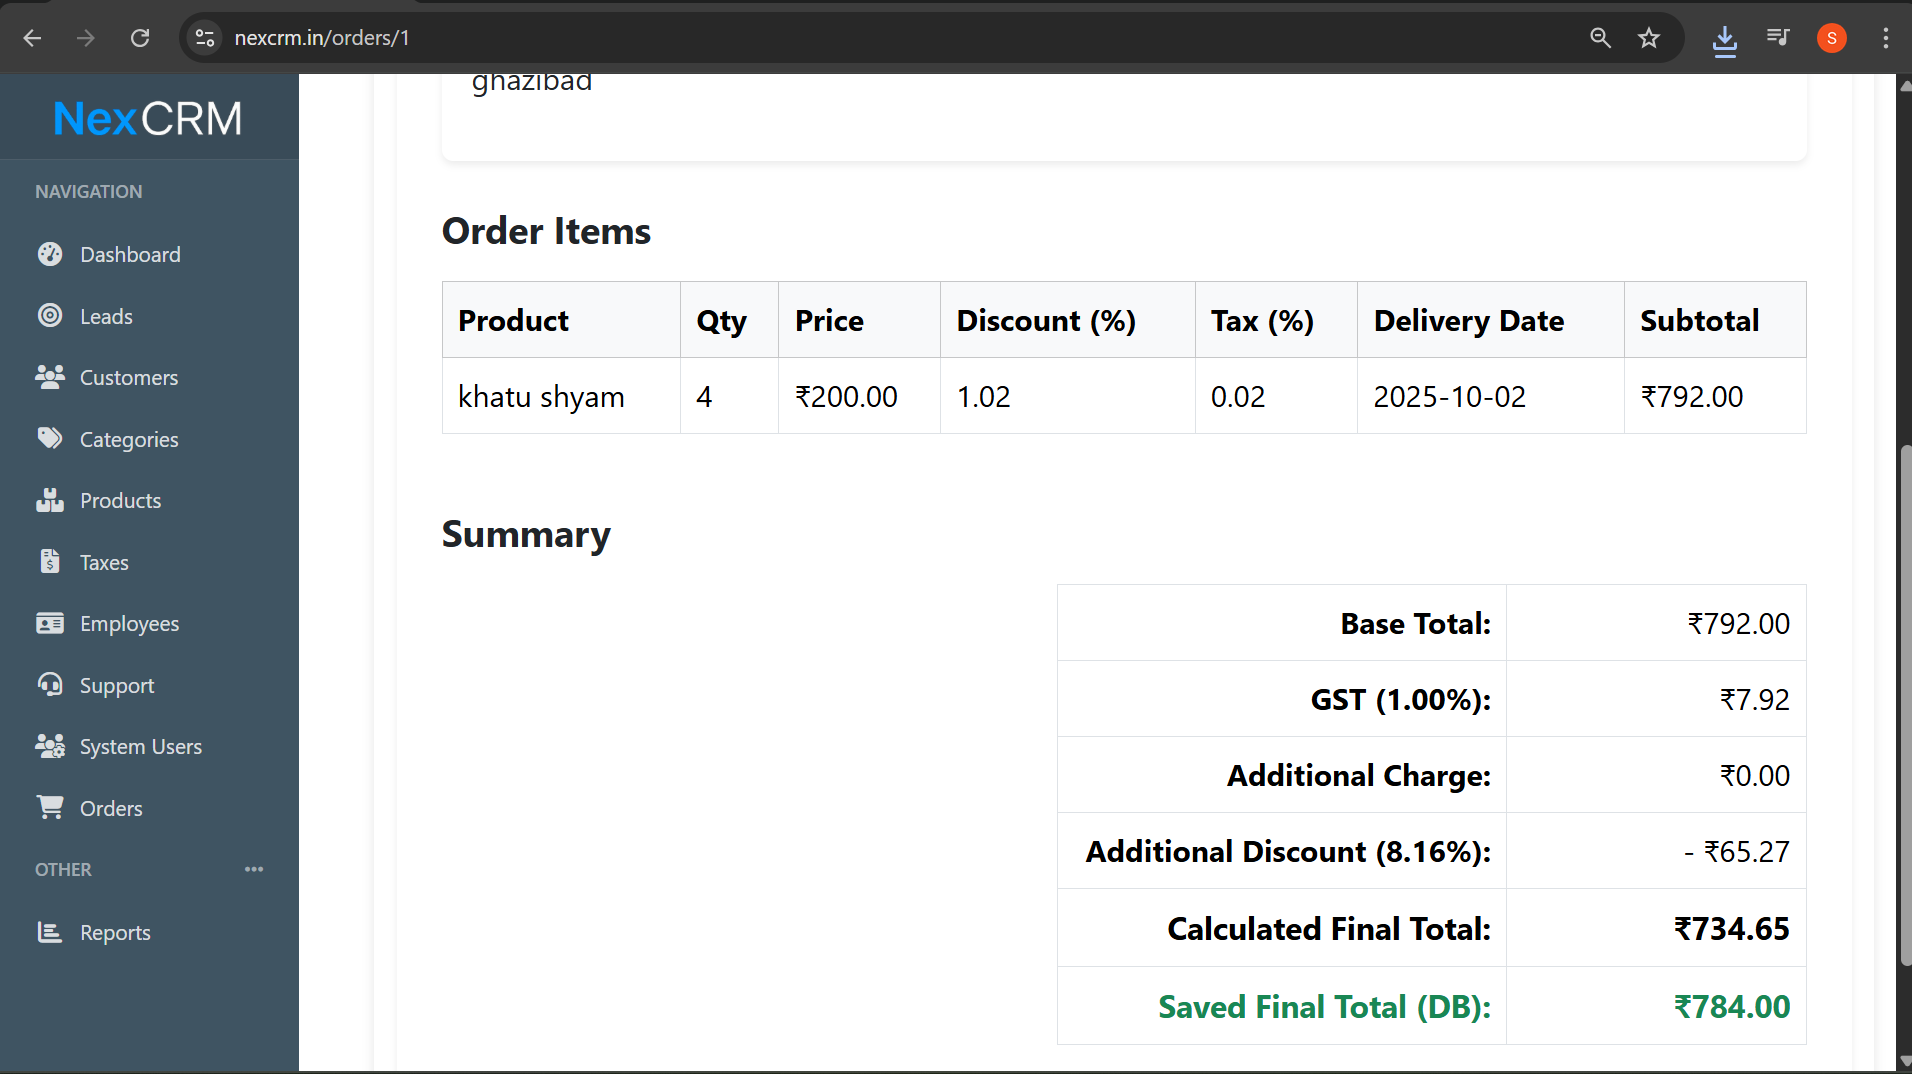 nexcrm.in/orders/1
S
NexCRM
NAVIGATION
Dashboard
Leads
Customers
Categories
Products
Taxes
Employees
Support
System Users
Orders
OTHER
Reports
ghazibad
Order Items
Product Qty Price Discount (%) Tax (%) Delivery Date Subtotal
khatu shyam 4 ₹200.00 1.02 0.02 2025-10-02 ₹792.00
Summary
Base Total: ₹792.00
GST (1.00%): ₹7.92
Additional Charge: ₹0.00
Additional Discount (8.16%): - ₹65.27
Calculated Final Total: ₹734.65
Saved Final Total (DB): ₹784.00